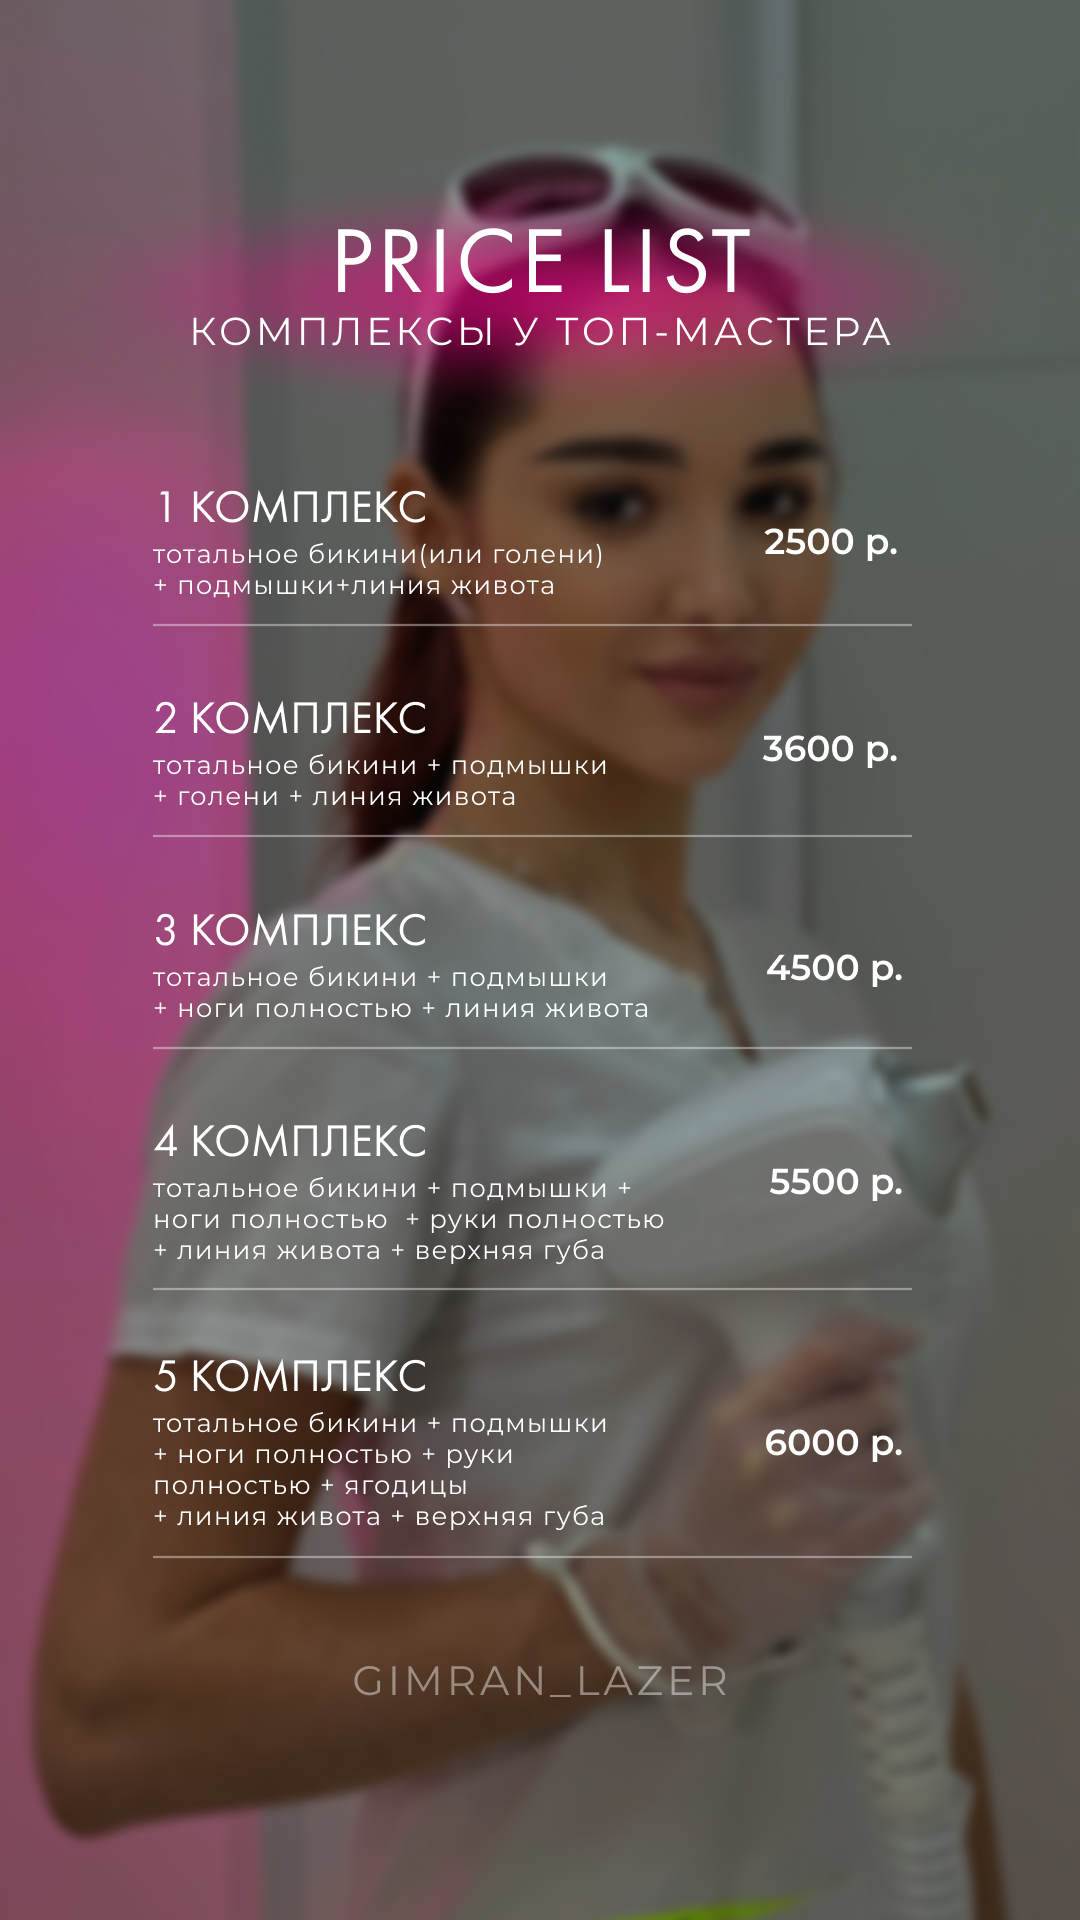 PRICE LIST
КОМПЛЕКСЫ У ТОП-МАСТЕРА
1 КОМПЛЕКС
тотальное бикини(или голени)
+ подмышки+линия живота
2500 р.
2 КОМПЛЕКС
тотальное бикини + подмышки
+ голени + линия живота
3600 р.
3 КОМПЛЕКС
тотальное бикини + подмышки
+ ноги полностью + линия живота
4500 р.
4 КОМПЛЕКС
тотальное бикини + подмышки +
ноги полностью  + руки полностью
+ линия живота + верхняя губа
5500 р.
5 КОМПЛЕКС
тотальное бикини + подмышки
+ ноги полностью + руки
полностью + ягодицы
+ линия живота + верхняя губа
6000 р.
GIMRAN_LAZER